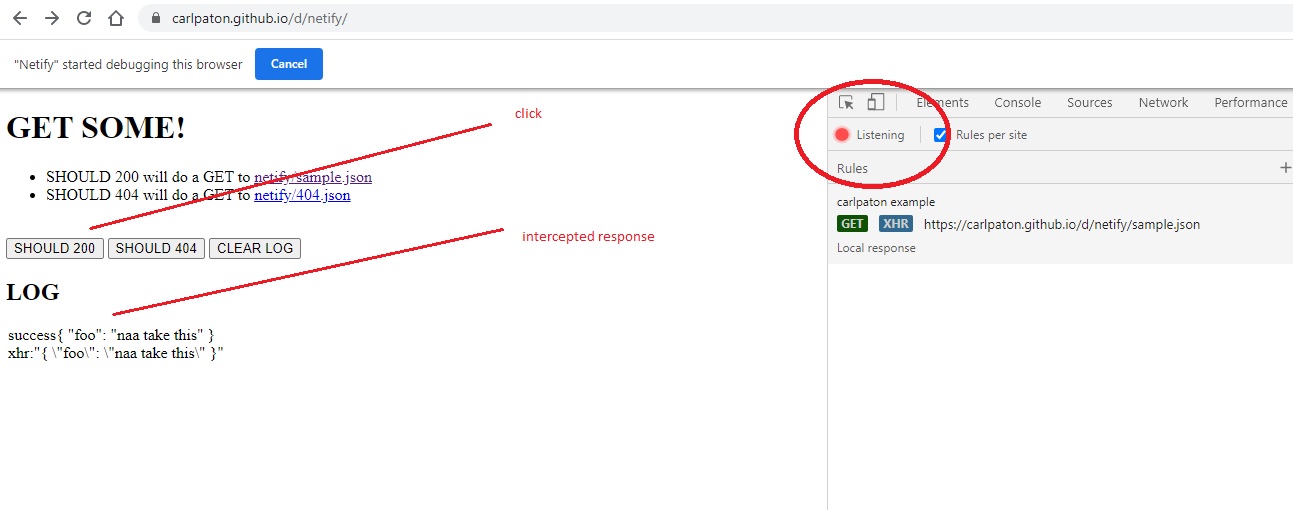 carlpaton.github.io/d/netify/
"Netify" started debugging this browser Cancel
GET SOME!
SHOULD 200 will do a GET to netify/sample.json
SHOULD 404 will do a GET to netify/404.json
SHOULD 200 SHOULD 404 CLEAR LOG
LOG
success{ "foo": "naa take this" }
xhr:"{ \"foo\": \"naa take this\" }"
click
intercepted response
Elements Console Sources Network Performance
Listening Rules per site
Rules +
carlpaton example
GET XHR https://carlpaton.github.io/d/netify/sample.json
Local response